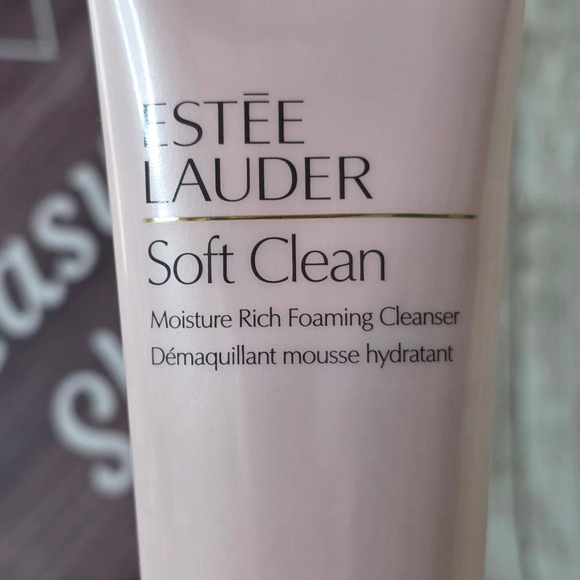 ESTĒE
LAUDER
Soft Clean
Moisture Rich Foaming Cleanser
Démaquillant mousse hydratant